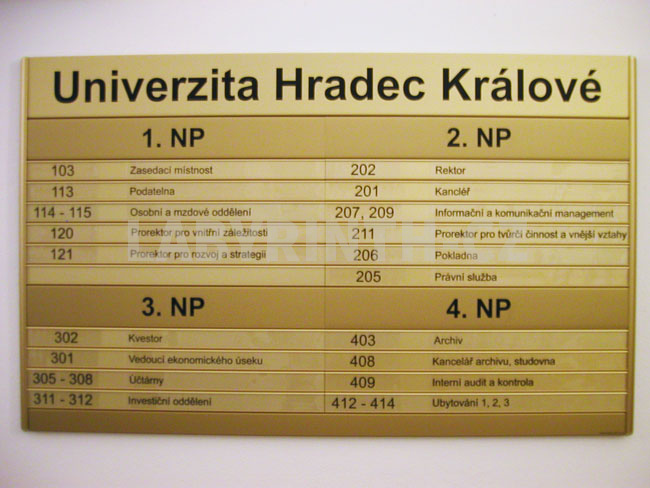 Univerzita Hradec Králové
1. NP
103 Zasedací místnost
113 Podatelna
114 - 115 Osobní a mzdové oddělení
120 Prorektor pro vnitřní záležitosti
121 Prorektor pro rozvoj a strategii
2. NP
202 Rektor
201 Kancléř
207, 209 Informační a komunikační management
211 Prorektor pro tvůrčí činnost a vnější vztahy
206 Pokladna
205 Právní služba
3. NP
302 Kvestor
301 Vedoucí ekonomického úseku
305 - 308 Účtárny
311 - 312 Investiční oddělení
4. NP
403 Archiv
408 Kancelář archivu, studovna
409 Interní audit a kontrola
412 - 414 Ubytování 1, 2, 3